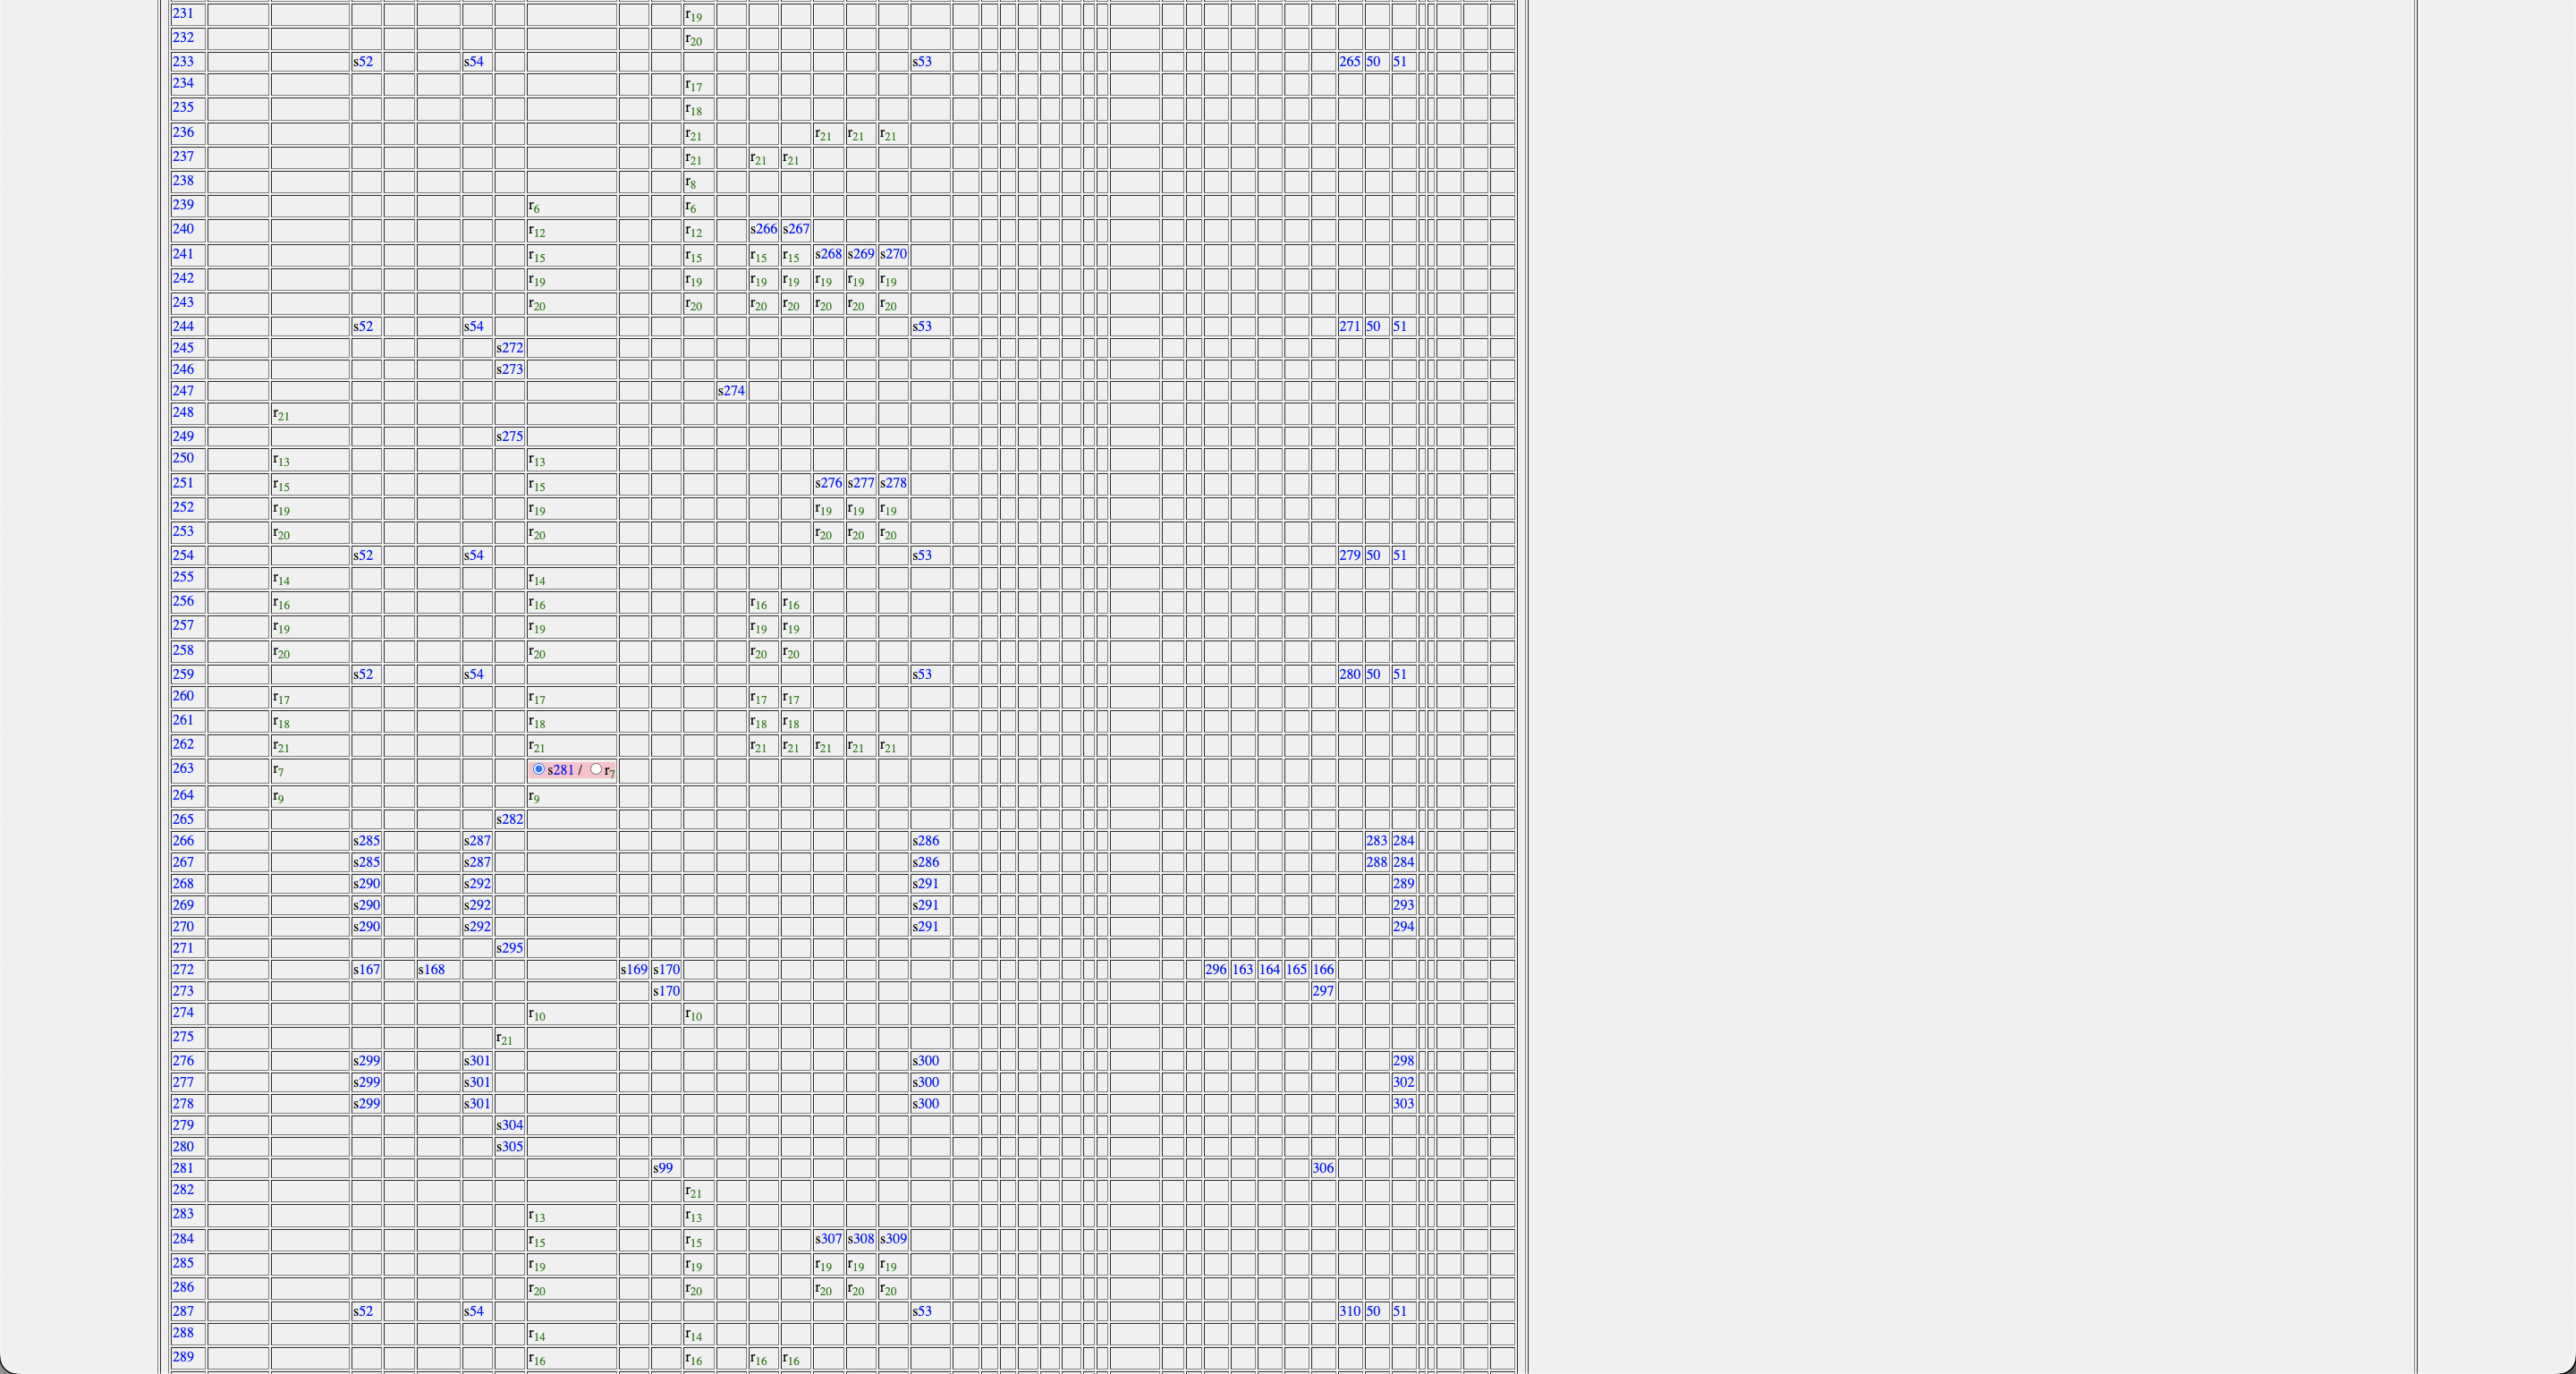 231 r19
232 r20
233 s52 s54 s53 265 50 51
234 r17
235 r18
236 r21 r21 r21 r21
237 r21 r21 r21
238 r8
239 r6 r6
240 r12 r12 s266 s267
241 r15 r15 r15 r15 s268 s269 s270
242 r19 r19 r19 r19 r19 r19 r19
243 r20 r20 r20 r20 r20 r20 r20
244 s52 s54 s53 271 50 51
245 s272
246 s273
247 s274
248 r21
249 s275
250 r13 r13
251 r15 r15 s276 s277 s278
252 r19 r19 r19 r19 r19
253 r20 r20 r20 r20 r20
254 s52 s54 s53 279 50 51
255 r14 r14
256 r16 r16 r16 r16
257 r19 r19 r19 r19
258 r20 r20 r20 r20
259 s52 s54 s53 280 50 51
260 r17 r17 r17 r17
261 r18 r18 r18 r18
262 r21 r21 r21 r21 r21 r21 r21
263 r7 s281 / r7
264 r9 r9
265 s282
266 s285 s287 s286 283 284
267 s285 s287 s286 288 284
268 s290 s292 s291 289
269 s290 s292 s291 293
270 s290 s292 s291 294
271 s295
272 s167 s168 s169 s170 296 163 164 165 166
273 s170 297
274 r10 r10
275 r21
276 s299 s301 s300 298
277 s299 s301 s300 302
278 s299 s301 s300 303
279 s304
280 s305
281 s99 306
282 r21
283 r13 r13
284 r15 r15 s307 s308 s309
285 r19 r19 r19 r19 r19
286 r20 r20 r20 r20 r20
287 s52 s54 s53 310 50 51
288 r14 r14
289 r16 r16 r16 r16